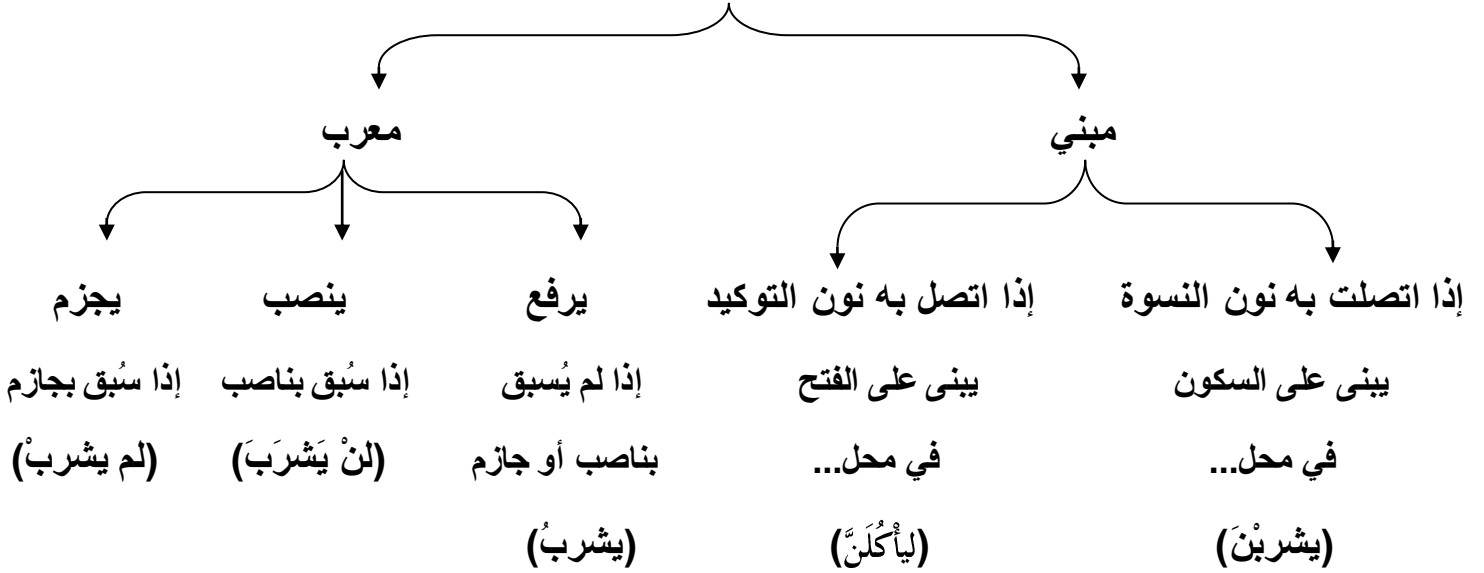 مبني
معرب
إذا اتصلت به نون النسوة
يبنى على السكون
في محل...
(يشربْنَ)
إذا اتصل به نون التوكيد
يبنى على الفتح
في محل...
(ليأْكُلَنَّ)
يرفع
إذا لم يُسبق
بناصب أو جازم
(يشربُ)
ينصب
إذا سُبق بناصب
(لنْ يَشرَبَ)
يجزم
إذا سُبق بجازم
(لم يشربْ)